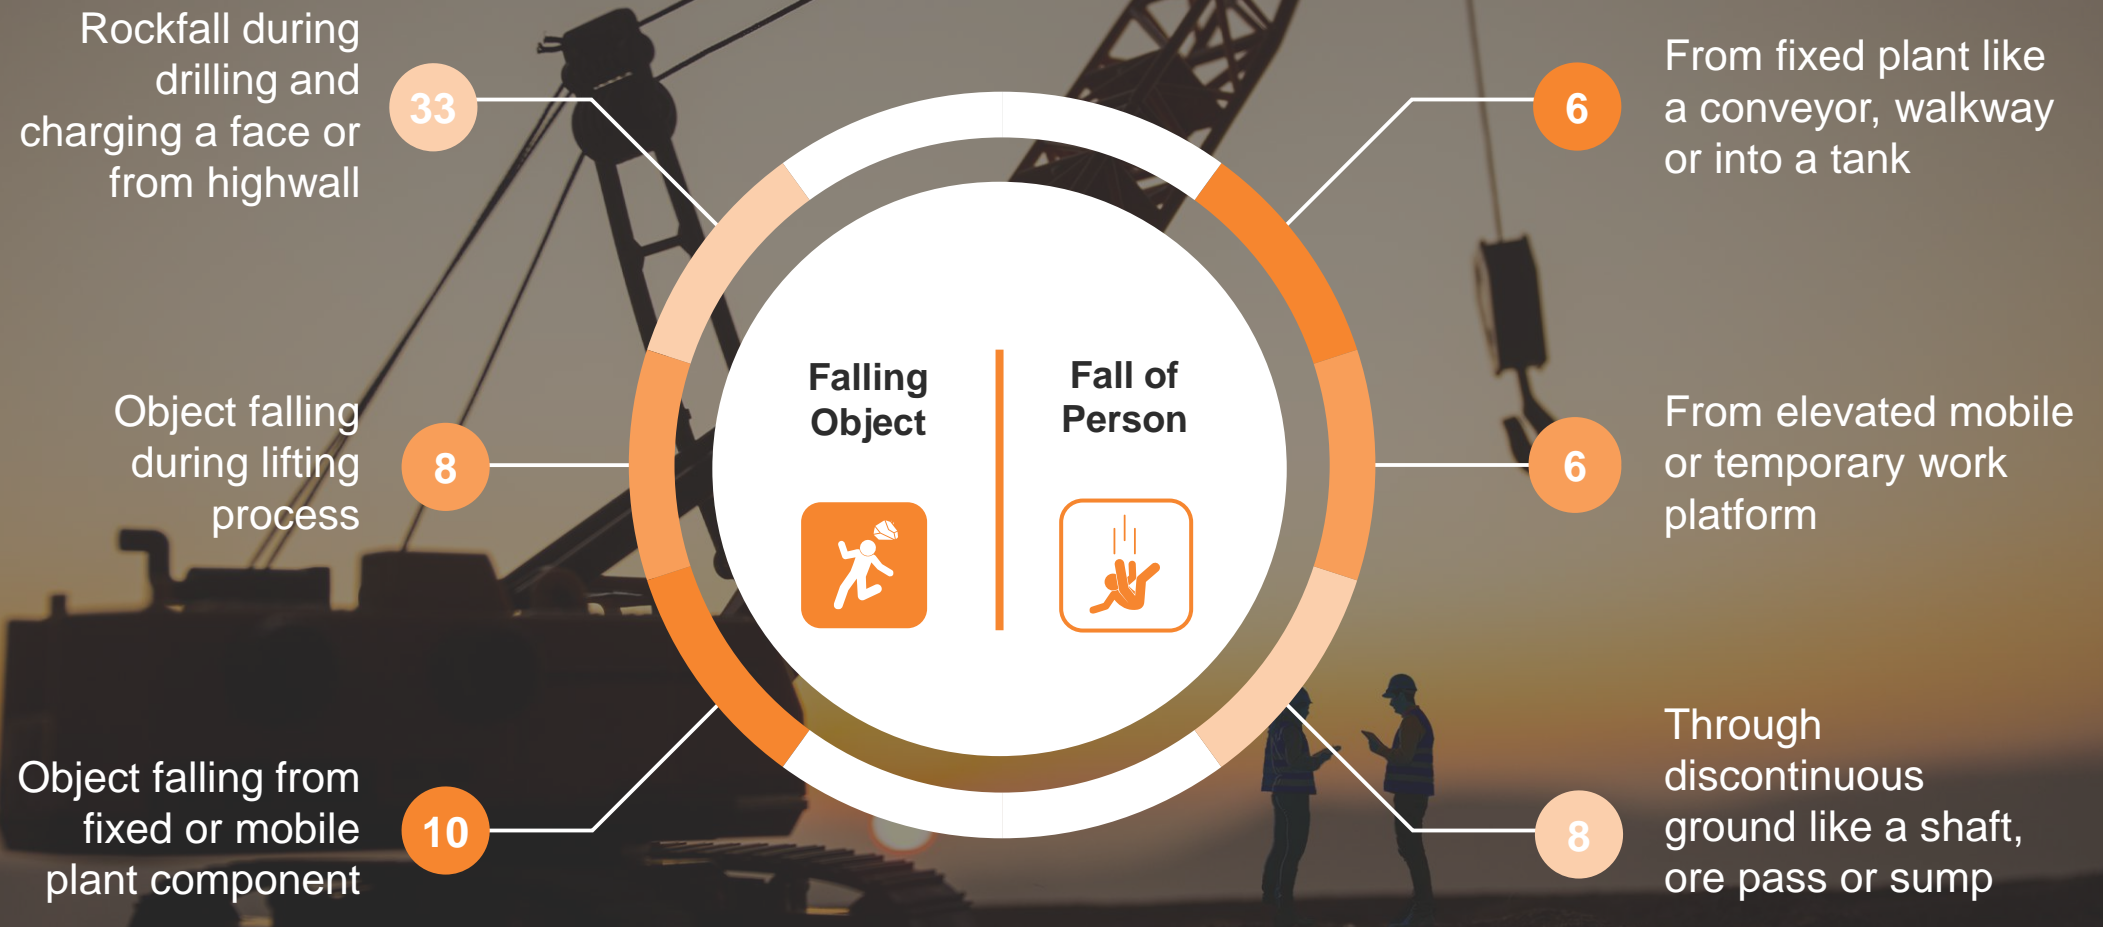 Rockfall during
drilling and
charging a face or
from highwall
33
Object falling
during lifting
process
8
Object falling from
fixed or mobile
plant component
10
Falling
Object
Fall of
Person
6
From fixed plant like
a conveyor, walkway
or into a tank
6
From elevated mobile
or temporary work
platform
8
Through
discontinuous
ground like a shaft,
ore pass or sump